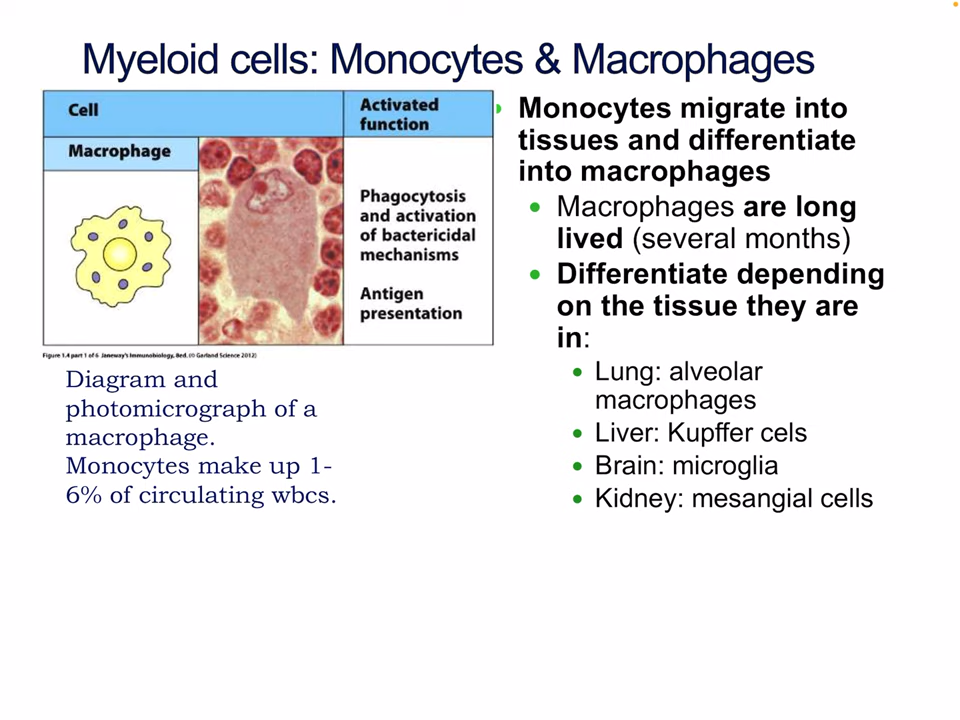 Myeloid cells: Monocytes & Macrophages
Cell
Activated
function
Macrophage
Phagocytosis
and activation
of bactericidal
mechanisms
Antigen
presentation
Figure 1.4 part 1 of 6 Janeway's Immunobiology, 8ed. (© Garland Science 2012)
Diagram and
photomicrograph of a
macrophage.
Monocytes make up 1-
6% of circulating wbcs.
Monocytes migrate into
tissues and differentiate
into macrophages
Macrophages are long
lived (several months)
Differentiate depending
on the tissue they are
in:
Lung: alveolar
macrophages
Liver: Kupffer cels
Brain: microglia
Kidney: mesangial cells